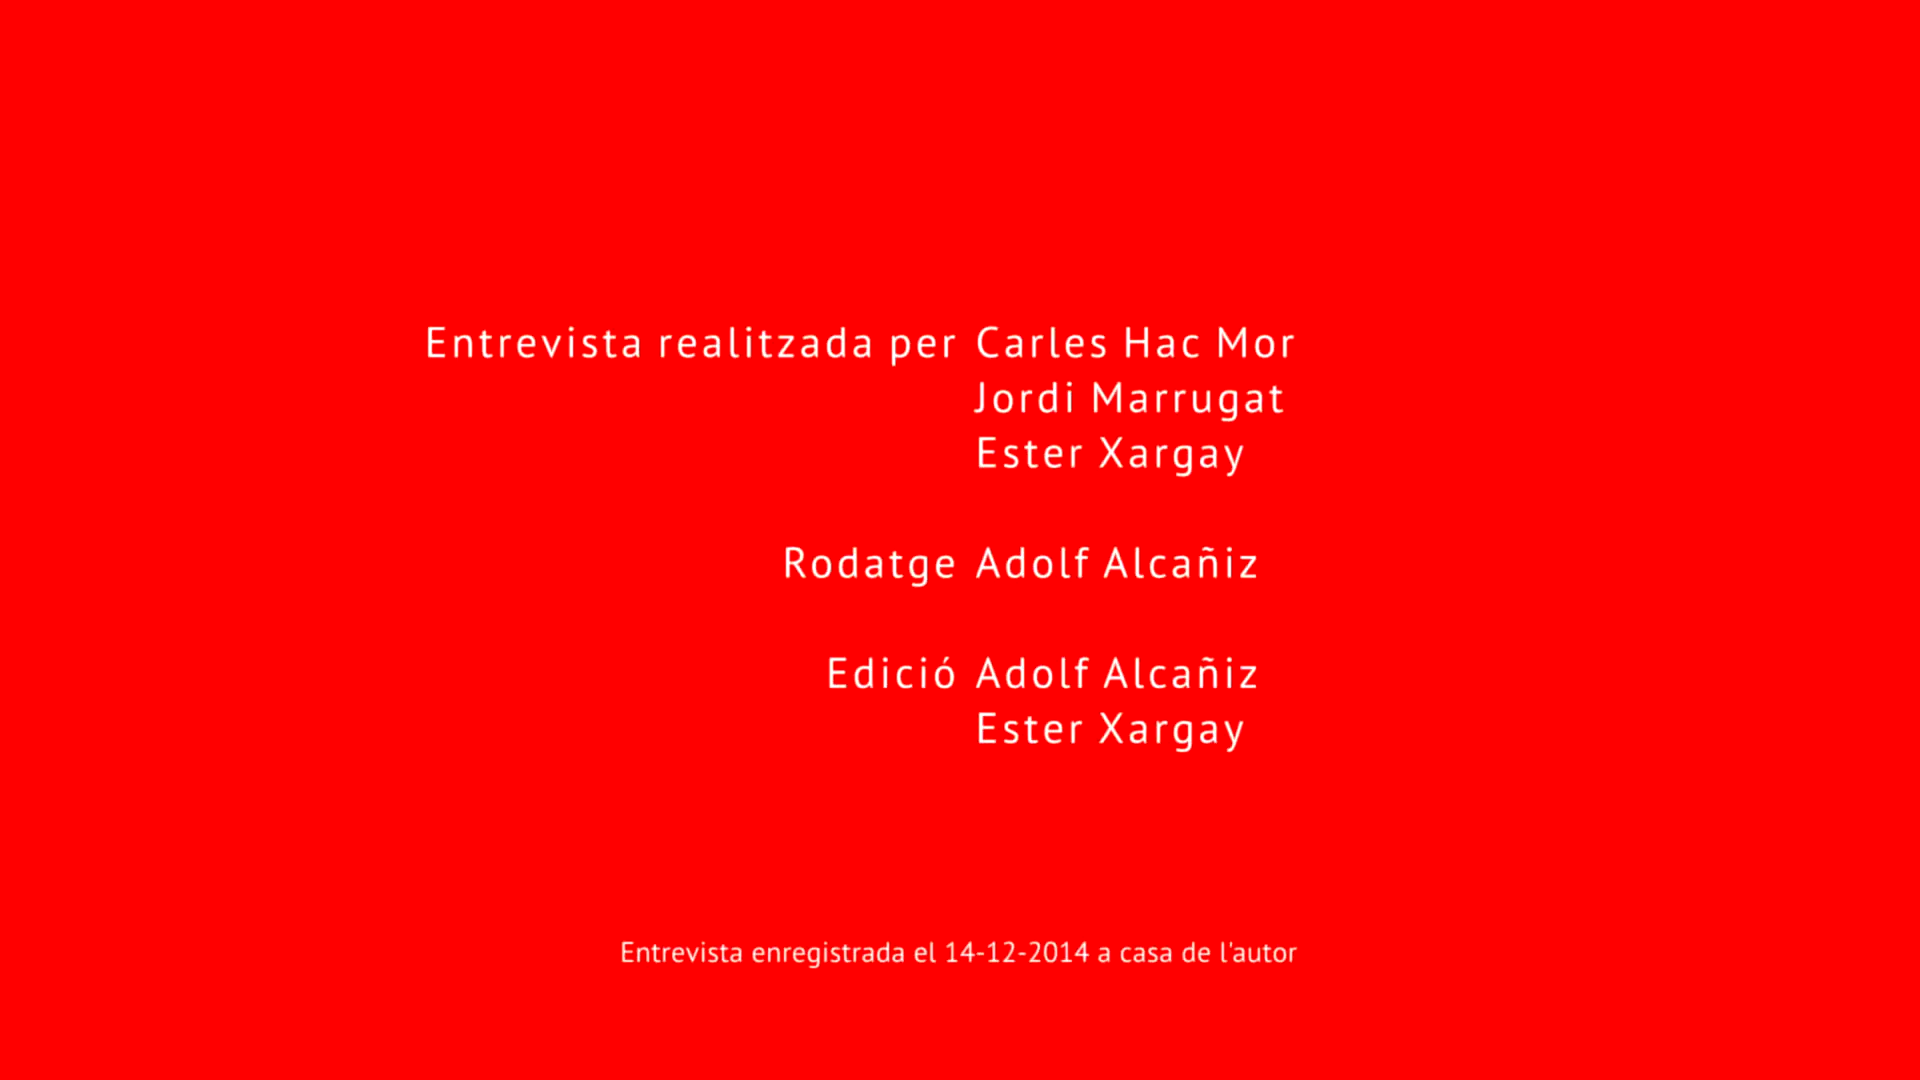 Entrevista realitzada per Carles Hac Mor
Jordi Marrugat
Ester Xargay
Rodatge Adolf Alcañiz
Edició Adolf Alcañiz
Ester Xargay
Entrevista enregistrada el 14-12-2014 a casa de l'autor